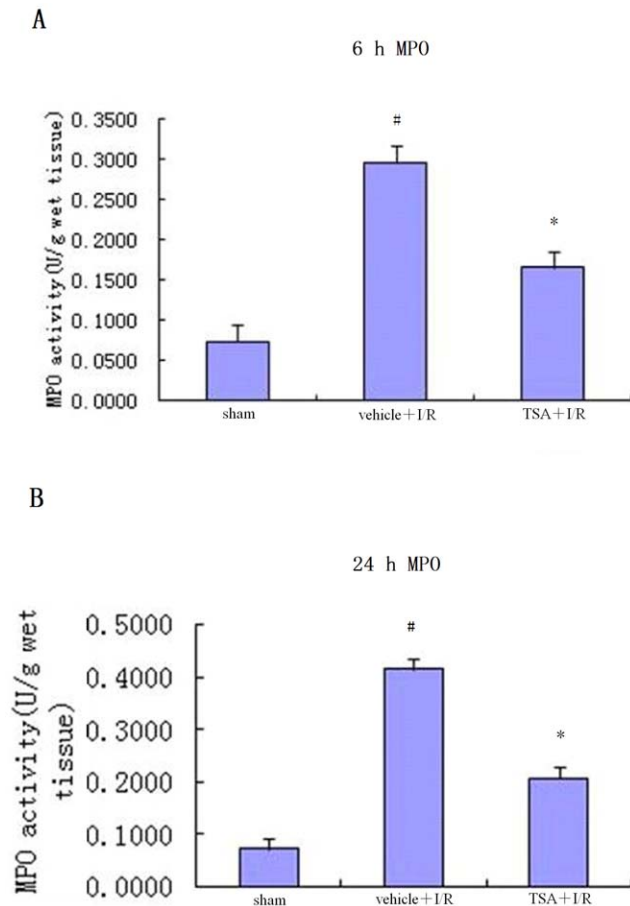 A
6 h MPO
MPO activity(U/g wet tissue)
0.3500
0.3000
0.2500
0.2000
0.1500
0.1000
0.0500
0.0000
#
*
sham
vehicle+I/R
TSA+I/R
B
24 h MPO
MPO activity(U/g wet
tissue)
0.5000
0.4000
0.3000
0.2000
0.1000
0.0000
#
*
sham
vehicle+I/R
TSA+I/R